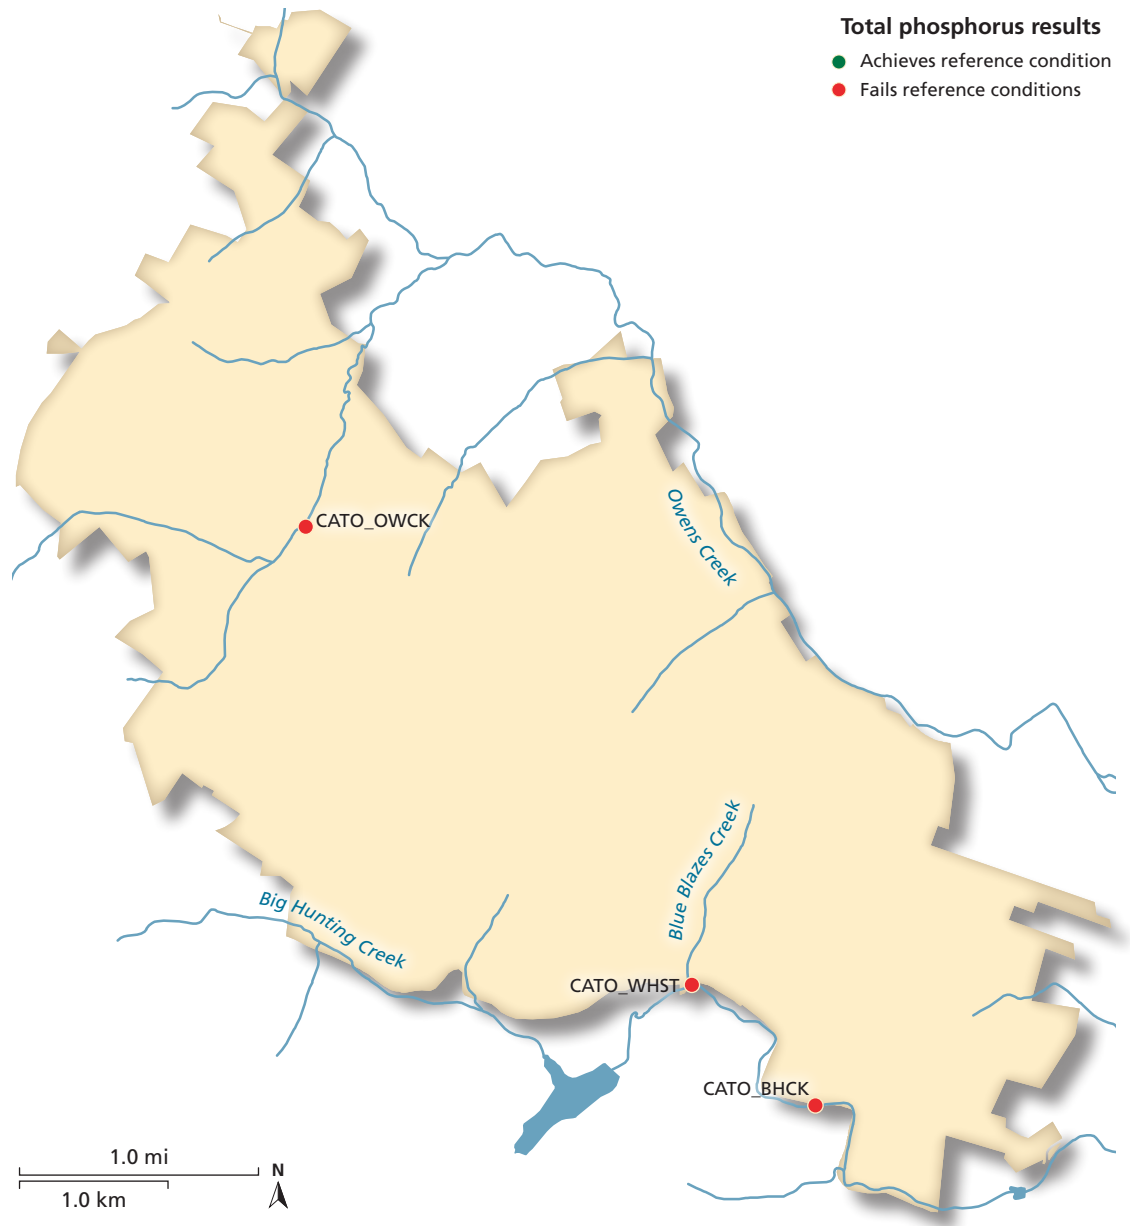 Total phosphorus results
Achieves reference condition
Fails reference conditions
CATO_OWCK
Owens Creek
Blue Blazes Creek
Big Hunting Creek
CATO_WHST
CATO_BHCK
1.0 mi
N
1.0 km